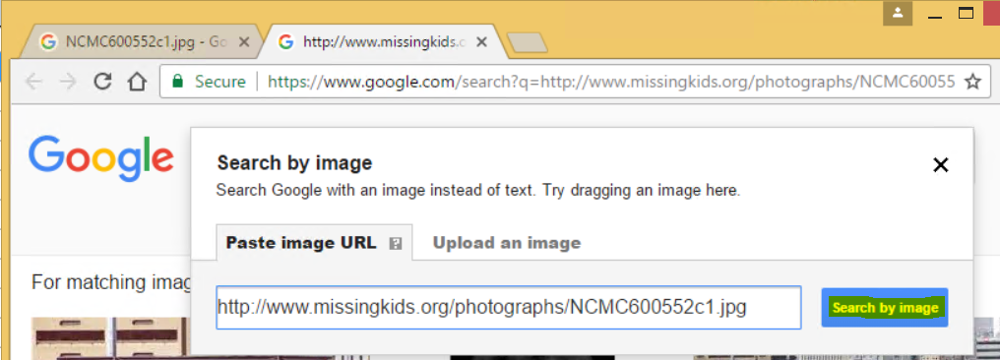 NCMC600552c1.jpg - Go
http://www.missingkids.o
Secure
https://www.google.com/search?q=http://www.missingkids.org/photographs/NCMC60055
Google
Search by image
Search Google with an image instead of text. Try dragging an image here.
Paste image URL ?
Upload an image
For matching imag
http://www.missingkids.org/photographs/NCMC600552c1.jpg
Search by image